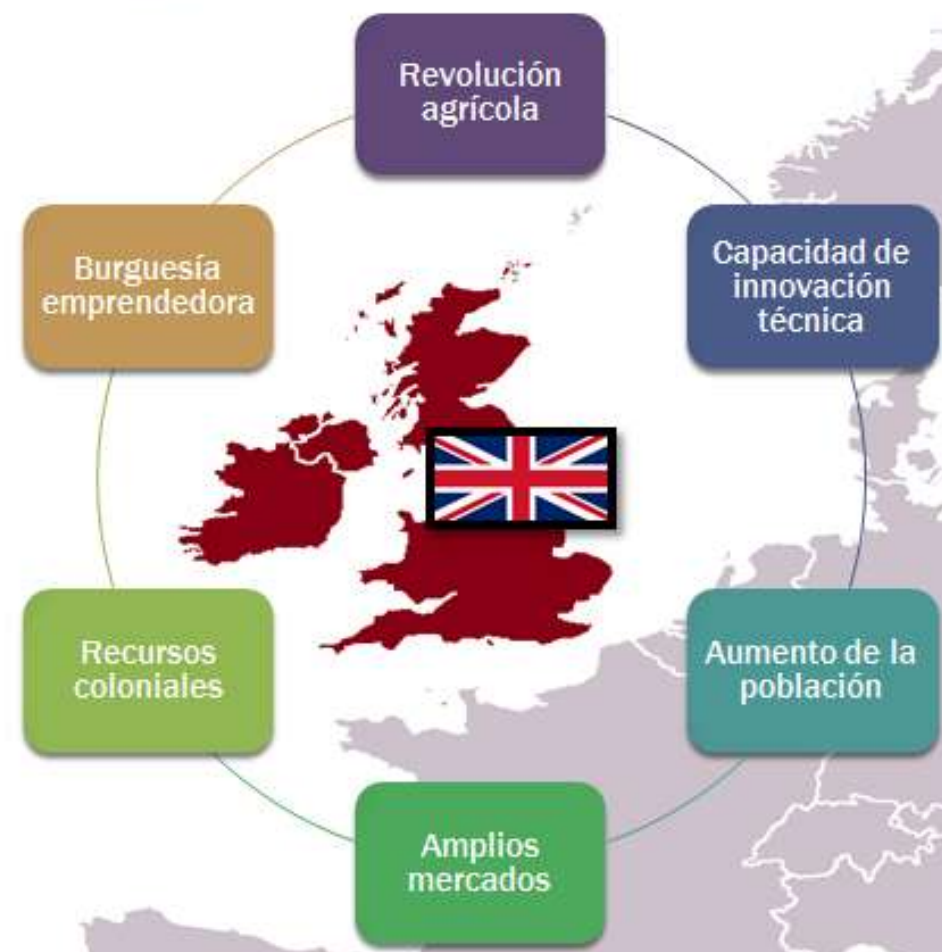 Revolución
agrícola
Capacidad de
innovación
técnica
Aumento de la
población
Amplios
mercados
Recursos
coloniales
Burguesía
emprendedora